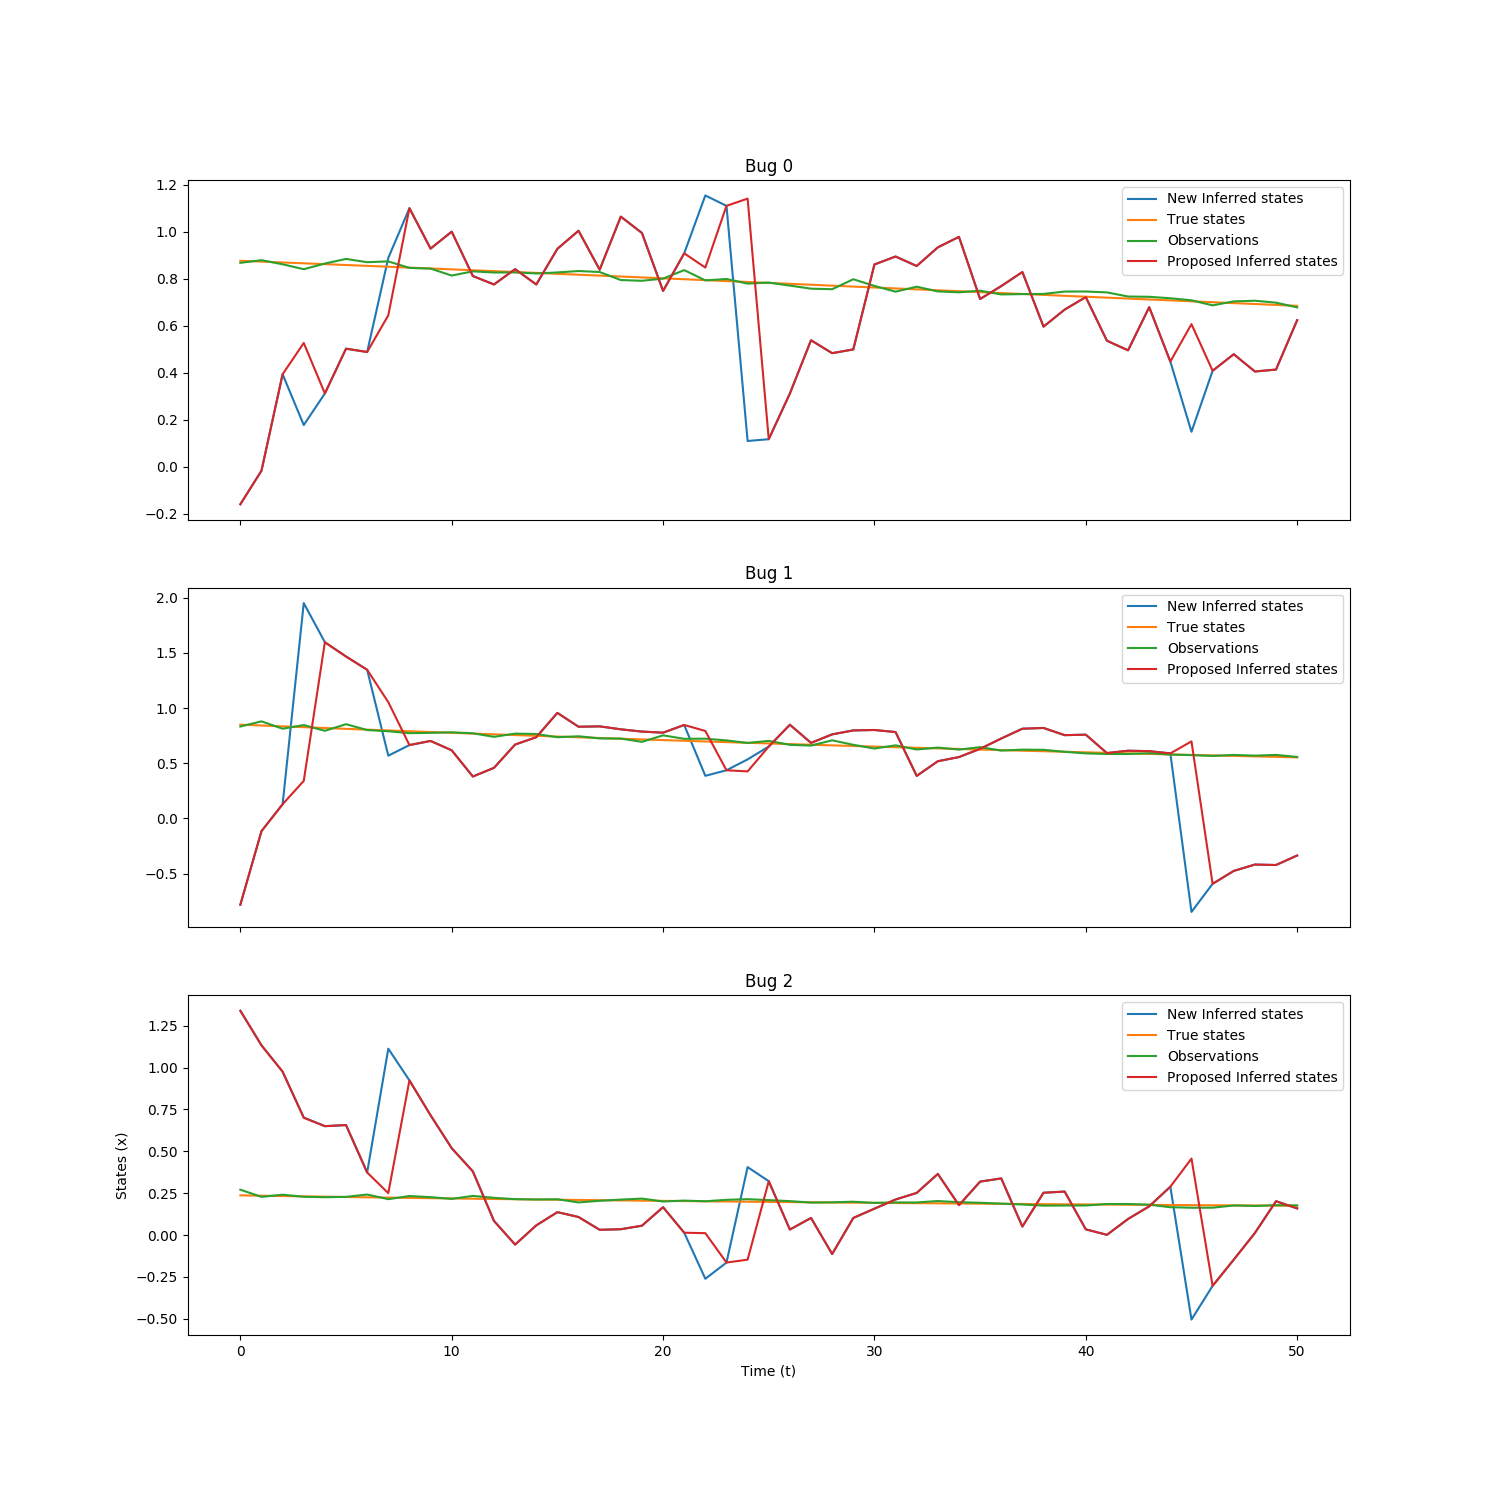 Bug 0
1.2
1.0
0.8
0.6
0.4
0.2
0.0
−0.2
New Inferred states
True states
Observations
Proposed Inferred states
Bug 1
2.0
1.5
1.0
0.5
0.0
−0.5
New Inferred states
True states
Observations
Proposed Inferred states
Bug 2
States (x)
1.25
1.00
0.75
0.50
0.25
0.00
−0.25
−0.50
New Inferred states
True states
Observations
Proposed Inferred states
0 10 20 30 40 50
Time (t)